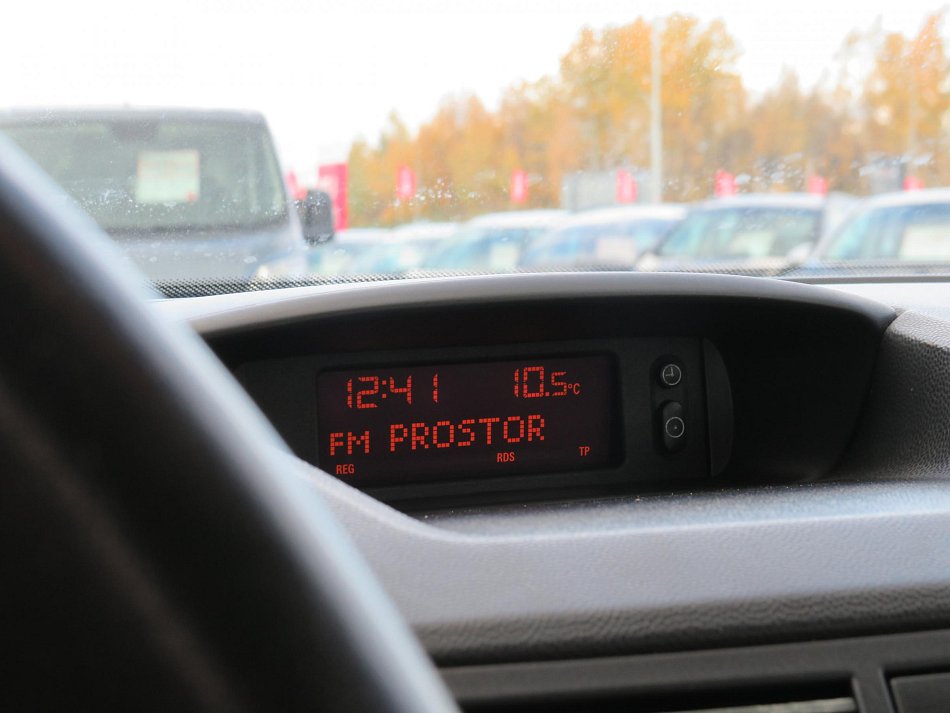 12:41 10.5°C
FM PROSTOR
REG RDS TP